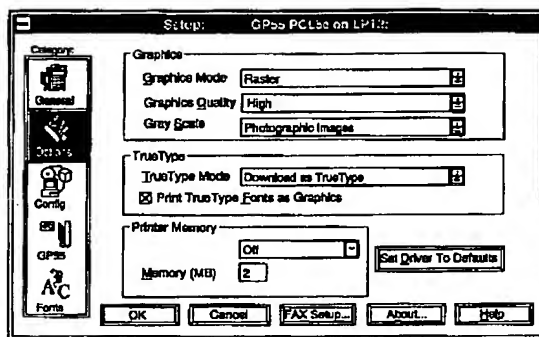 Setup: GP55 PCL5e on LPT2:
Category:
General
Options
Config
GP55
Fonts
Graphics
Graphics Mode Raster
Graphics Quality High
Gray Scale Photographic Images
TrueType
TrueType Mode Download as TrueType
Print TrueType Fonts as Graphics
Printer Memory
Off
Memory (MB) 2
Set Driver To Defaults
OK Cancel FAX Setup... About... Help